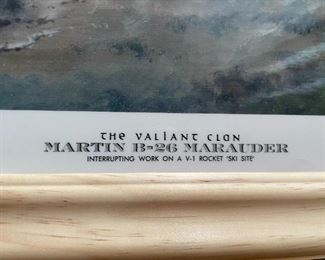 THE VALIANT CLAN
MARTIN B-26 MARAUDER
INTERRUPTING WORK ON A V-1 ROCKET 'SKI SITE'